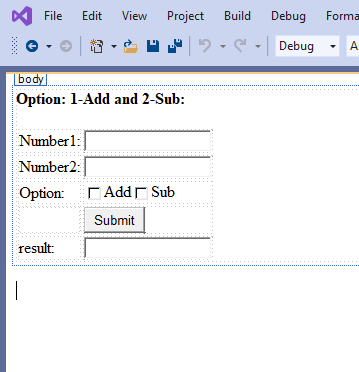 File Edit View Project Build Debug Format
Debug
body
Option: 1-Add and 2-Sub:
Number1:
Number2:
Option: Add Sub
Submit
result: